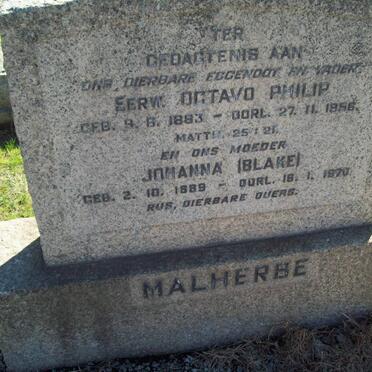 TER
GEDAGTENIS AAN
ONS, DIERBARE EGGENOOT EN VADER
EERW. OCTAVO PHILIP
GEB. 9. 6. 1883 - OORL. 27. 11. 1956.
MATTH. 25:21.
EN ONS MOEDER
JOHANNA (BLAKE)
GEB. 2. 10. 1889 - OORL. 16. 1. 1970.
RUS, DIERBARE OUERS.
MALHERBE